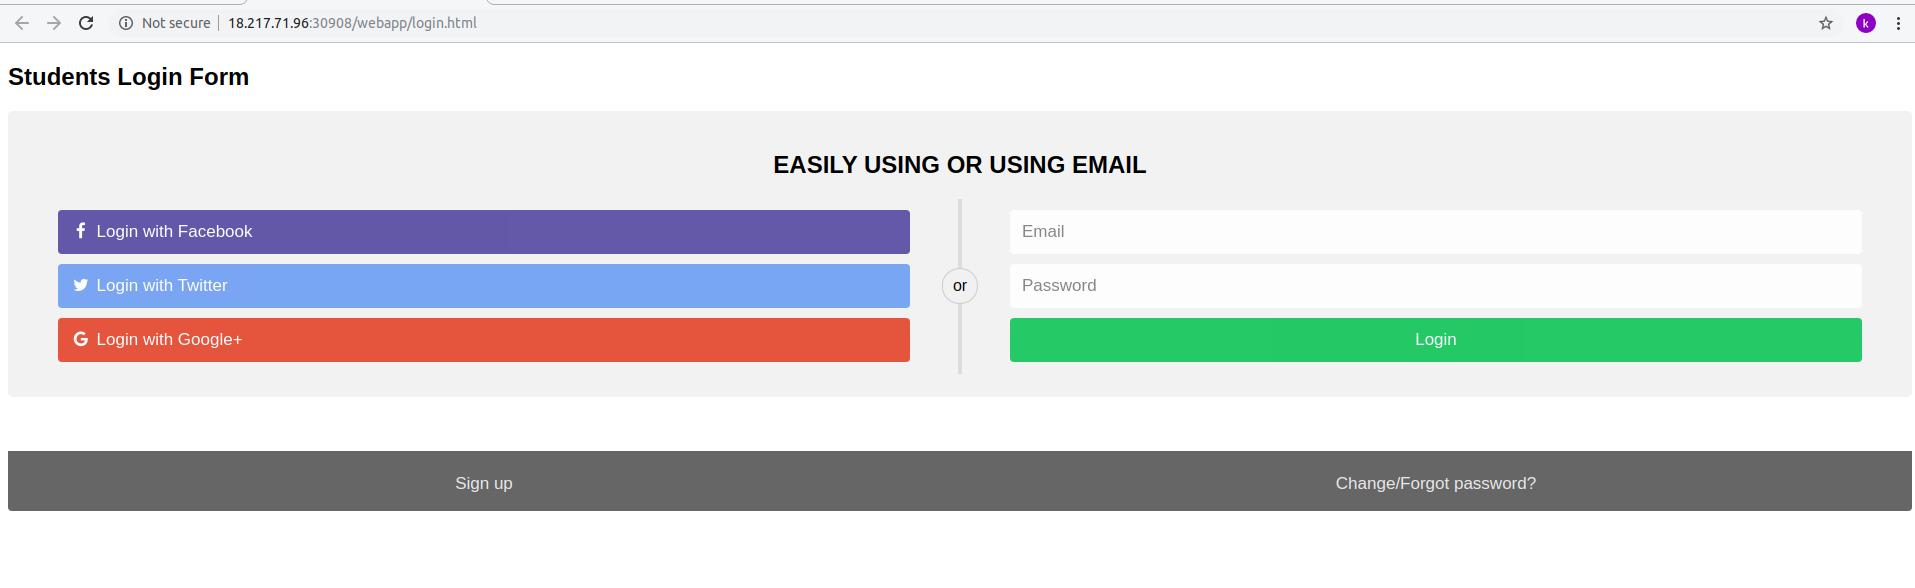 Not secure | 18.217.71.96:30908/webapp/login.html
k
Students Login Form
EASILY USING OR USING EMAIL
Login with Facebook
Login with Twitter
Login with Google+
or
Email
Password
Login
Sign up
Change/Forgot password?